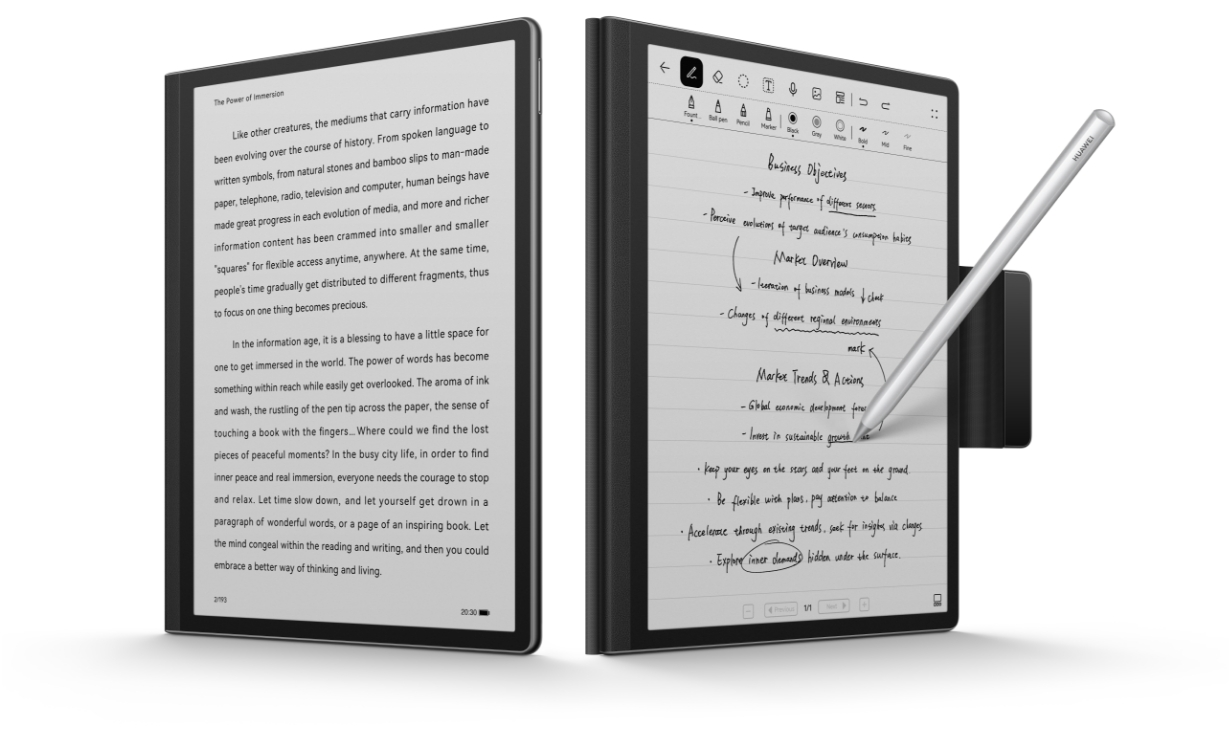 The Power of Immersion
Like other creatures, the mediums that carry information have
been evolving over the course of history. From spoken language to
written symbols, from natural stones and bamboo slips to man-made
paper, telephone, radio, television and computer, human beings have
made great progress in each evolution of media, and more and richer
information content has been crammed into smaller and smaller
"squares" for flexible access anytime, anywhere. At the same time,
people's time gradually get distributed to different fragments, thus
to focus on one thing becomes precious.
In the information age, it is a blessing to have a little space for
one to get immersed in the world. The power of words has become
something within reach while easily get overlooked. The aroma of ink
and wash, the rustling of the pen tip across the paper, the sense of
touching a book with the fingers...Where could we find the lost
pieces of peaceful moments? In the busy city life, in order to find
inner peace and real immersion, everyone needs the courage to stop
and relax. Let time slow down, and let yourself get drown in a
paragraph of wonderful words, or a page of an inspiring book. Let
the mind congeal within the reading and writing, and then you could
embrace a better way of thinking and living.
2/193
20:30
T
Fount... Ball pen Pencil Marker Black Gray White Bold Mid Fine
Business Objectives
- Improve performance of different sectors
- Perceive evolutions of target audience's consumption habits
Market Overview
- Iteration of business models ↓ check
- Changes of different regional environments
mark
Market Trends & Actions
- Global economic development
- Invest in sustainable growth
· Keep your eyes on the stars and your feet on the ground.
· Be flexible with plans, pay attention to balance
· Accelerate through existing trends, seek for insights via changes
· Explore inner demands hidden under the surface.
Previous 1/1 Next
HUAWEI